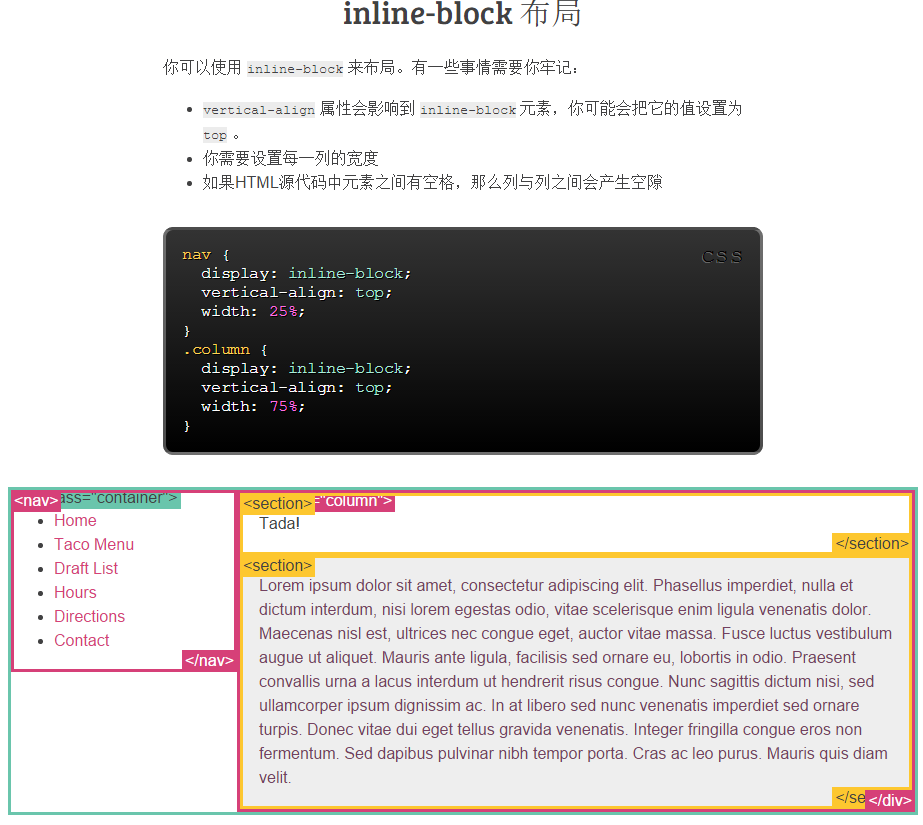 inline-block 布局
你可以使用 inline-block 来布局。有一些事情需要你牢记：
vertical-align 属性会影响到 inline-block 元素，你可能会把它的值设置为
top 。
你需要设置每一列的宽度
如果HTML源代码中元素之间有空格，那么列与列之间会产生空隙
CSS
nav {
display: inline-block;
vertical-align: top;
width: 25%;
}
.column {
display: inline-block;
vertical-align: top;
width: 75%;
}
<nav> ass="container">
Home
Taco Menu
Draft List
Hours
Directions
Contact
</nav>
<section> ="column">
Tada!
</section>
<section>
Lorem ipsum dolor sit amet, consectetur adipiscing elit. Phasellus imperdiet, nulla et
dictum interdum, nisi lorem egestas odio, vitae scelerisque enim ligula venenatis dolor.
Maecenas nisl est, ultrices nec congue eget, auctor vitae massa. Fusce luctus vestibulum
augue ut aliquet. Mauris ante ligula, facilisis sed ornare eu, lobortis in odio. Praesent
convallis urna a lacus interdum ut hendrerit risus congue. Nunc sagittis dictum nisi, sed
ullamcorper ipsum dignissim ac. In at libero sed nunc venenatis imperdiet sed ornare
turpis. Donec vitae dui eget tellus gravida venenatis. Integer fringilla congue eros non
fermentum. Sed dapibus pulvinar nibh tempor porta. Cras ac leo purus. Mauris quis diam
velit.
</se </div>